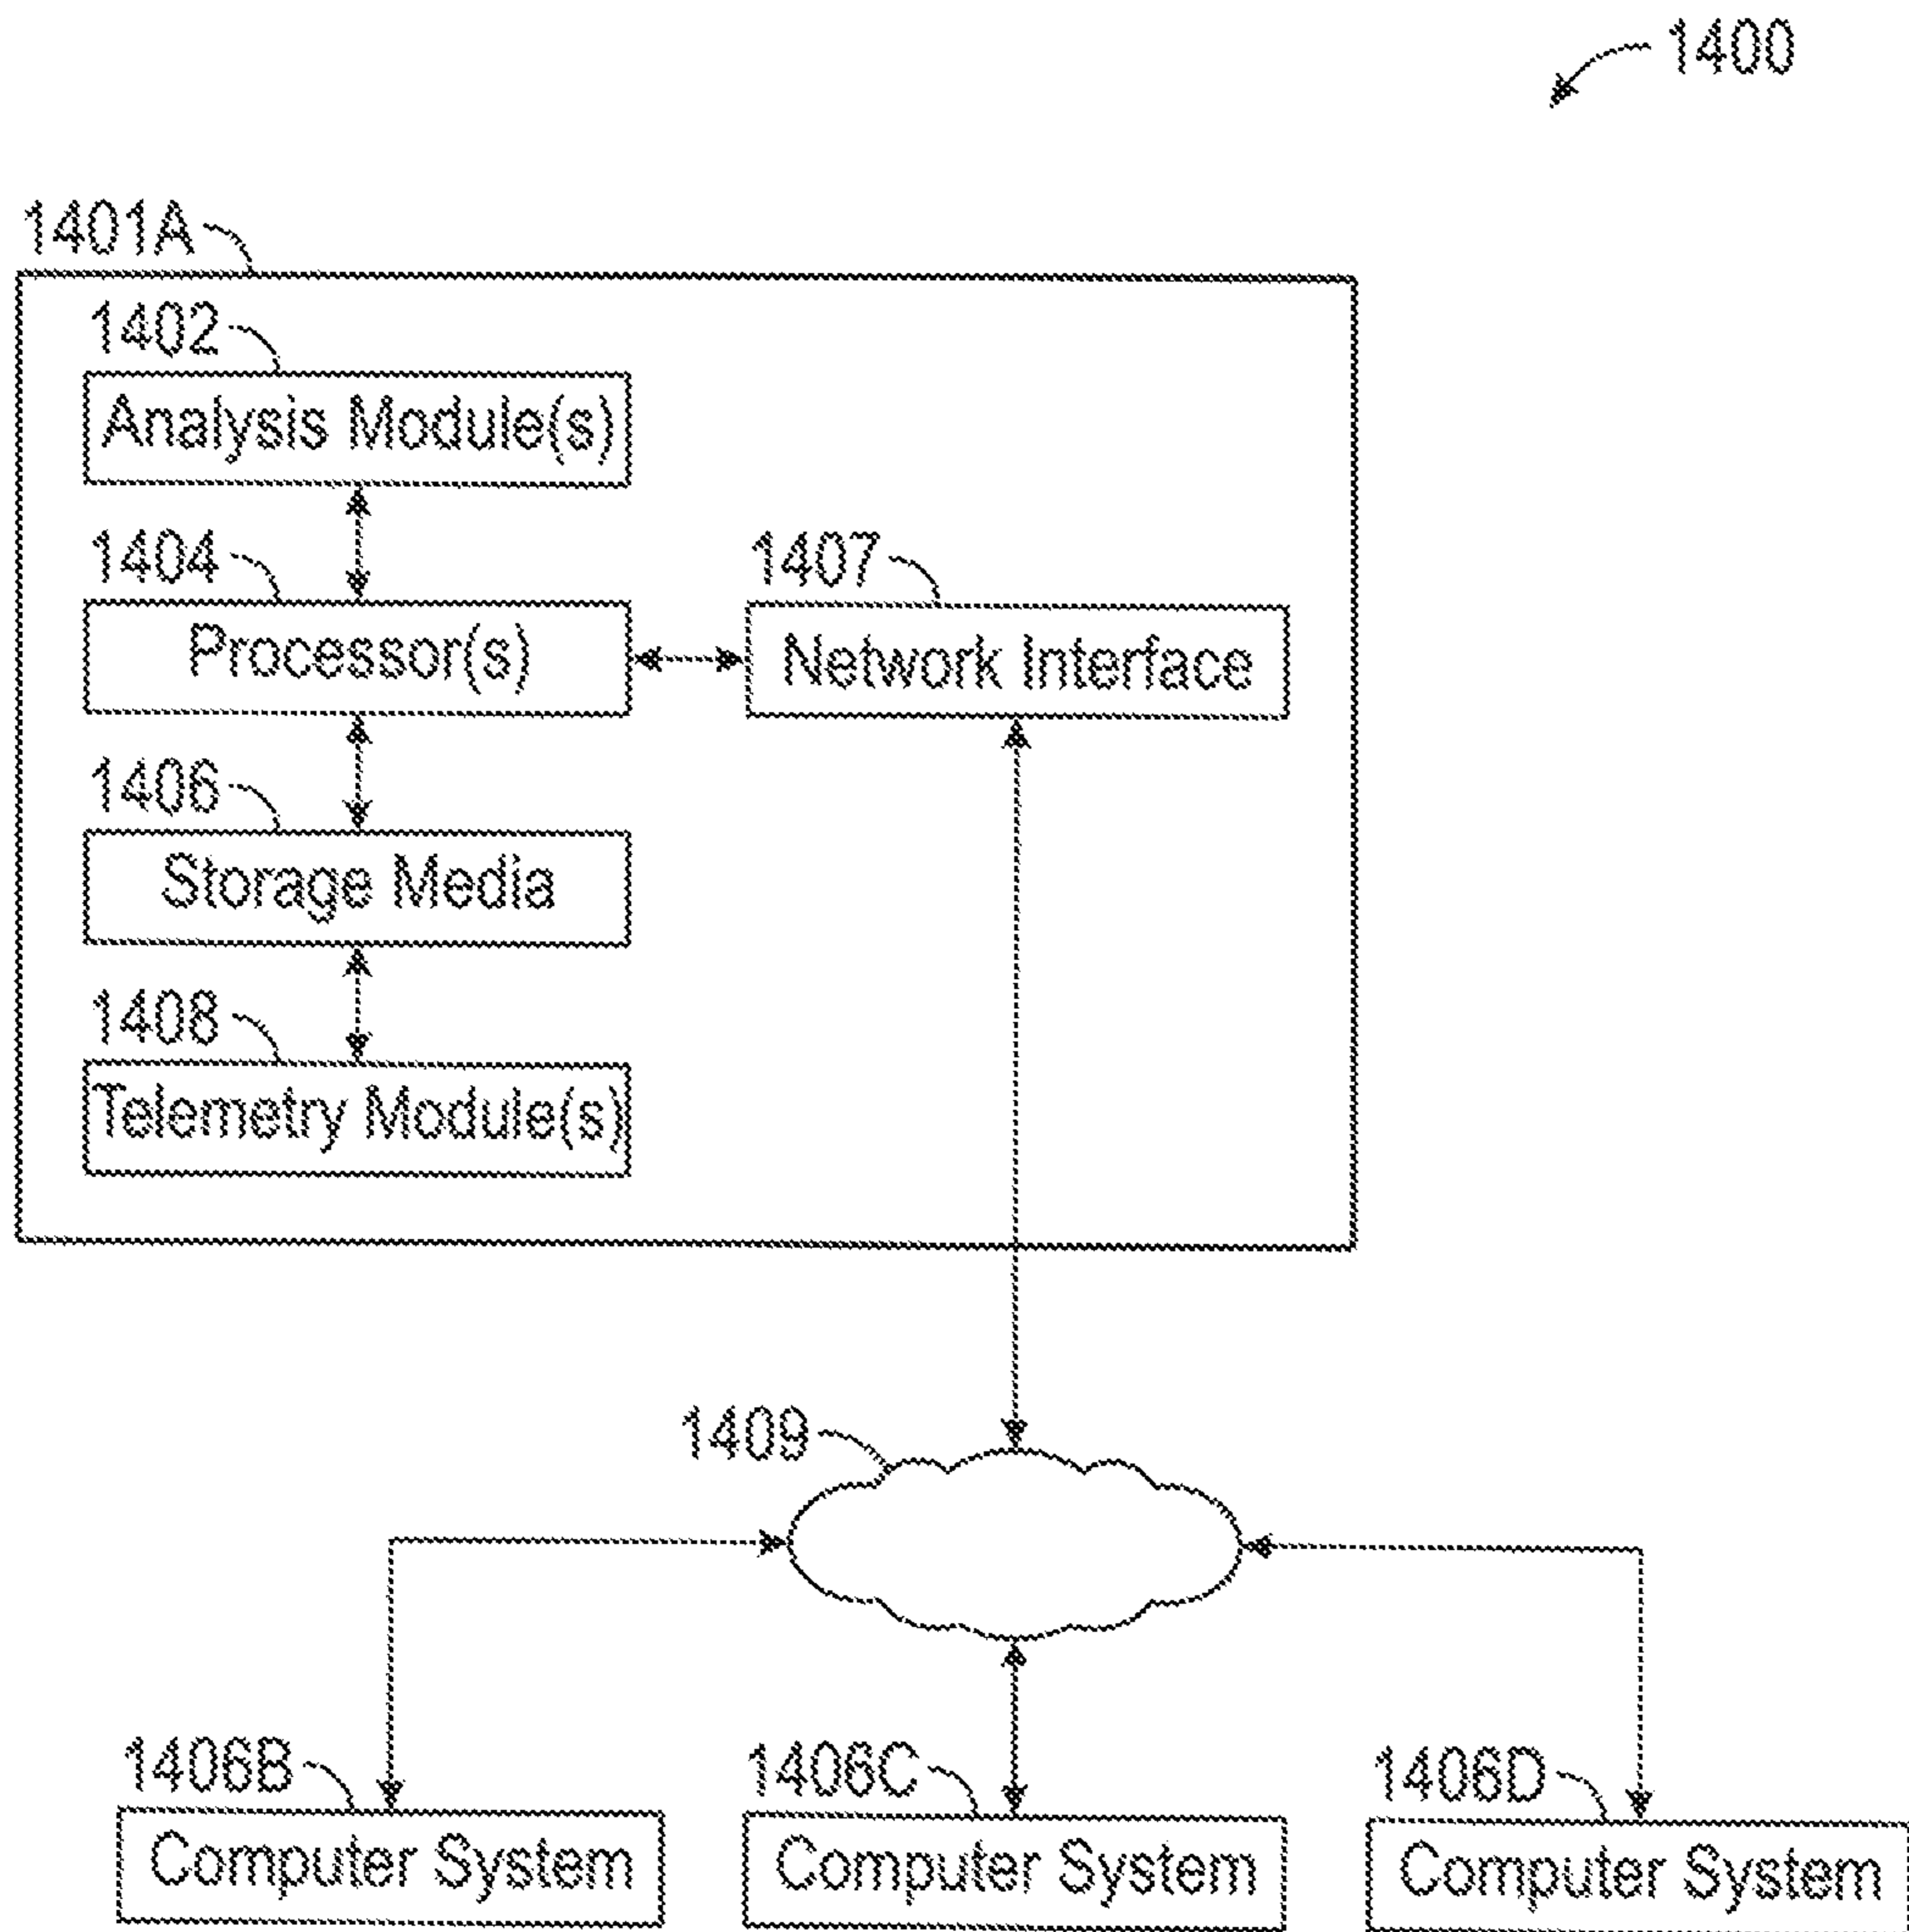 1400
1401A
1402
Analysis Module(s)
1404
Processor(s)
1407
Network Interface
1406
Storage Media
1408
Telemetry Module(s)
1409
1406B
Computer System
1406C
Computer System
1406D
Computer System